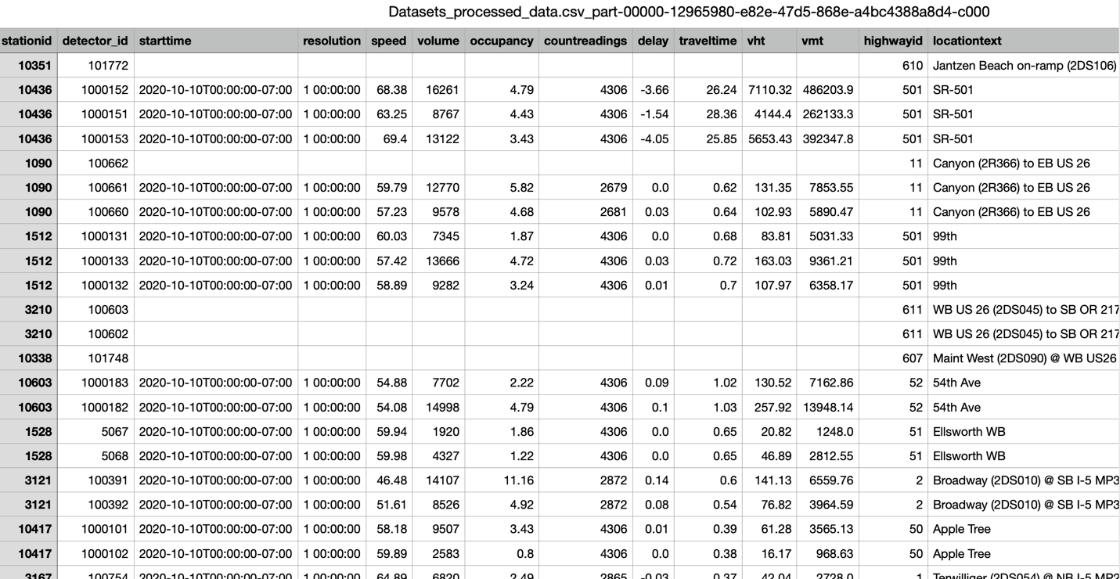 Datasets_processed_data.csv_part-00000-12965980-e82e-47d5-868e-a4bc4388a8d4-c000
stationid detector_id starttime resolution speed volume occupancy countreadings delay traveltime vht vmt highwayid locationtext
10351 101772 610 Jantzen Beach on-ramp (2DS106)
10436 1000152 2020-10-10T00:00:00-07:00 1 00:00:00 68.38 16261 4.79 4306 -3.66 26.24 7110.32 486203.9 501 SR-501
10436 1000151 2020-10-10T00:00:00-07:00 1 00:00:00 63.25 8767 4.43 4306 -1.54 28.36 4144.4 262133.3 501 SR-501
10436 1000153 2020-10-10T00:00:00-07:00 1 00:00:00 69.4 13122 3.43 4306 -4.05 25.85 5653.43 392347.8 501 SR-501
1090 100662 11 Canyon (2R366) to EB US 26
1090 100661 2020-10-10T00:00:00-07:00 1 00:00:00 59.79 12770 5.82 2679 0.0 0.62 131.35 7853.55 11 Canyon (2R366) to EB US 26
1090 100660 2020-10-10T00:00:00-07:00 1 00:00:00 57.23 9578 4.68 2681 0.03 0.64 102.93 5890.47 11 Canyon (2R366) to EB US 26
1512 1000131 2020-10-10T00:00:00-07:00 1 00:00:00 60.03 7345 1.87 4306 0.0 0.68 83.81 5031.33 501 99th
1512 1000133 2020-10-10T00:00:00-07:00 1 00:00:00 57.42 13666 4.72 4306 0.03 0.72 163.03 9361.21 501 99th
1512 1000132 2020-10-10T00:00:00-07:00 1 00:00:00 58.89 9282 3.24 4306 0.01 0.7 107.97 6358.17 501 99th
3210 100603 611 WB US 26 (2DS045) to SB OR 217
3210 100602 611 WB US 26 (2DS045) to SB OR 217
10338 101748 607 Maint West (2DS090) @ WB US26
10603 1000183 2020-10-10T00:00:00-07:00 1 00:00:00 54.88 7702 2.22 4306 0.09 1.02 130.52 7162.86 52 54th Ave
10603 1000182 2020-10-10T00:00:00-07:00 1 00:00:00 54.08 14998 4.79 4306 0.1 1.03 257.92 13948.14 52 54th Ave
1528 5067 2020-10-10T00:00:00-07:00 1 00:00:00 59.94 1920 1.86 4306 0.0 0.65 20.82 1248.0 51 Ellsworth WB
1528 5068 2020-10-10T00:00:00-07:00 1 00:00:00 59.98 4327 1.22 4306 0.0 0.65 46.89 2812.55 51 Ellsworth WB
3121 100391 2020-10-10T00:00:00-07:00 1 00:00:00 46.48 14107 11.16 2872 0.14 0.6 141.13 6559.76 2 Broadway (2DS010) @ SB I-5 MP3
3121 100392 2020-10-10T00:00:00-07:00 1 00:00:00 51.61 8526 4.92 2872 0.08 0.54 76.82 3964.59 2 Broadway (2DS010) @ SB I-5 MP3
10417 1000101 2020-10-10T00:00:00-07:00 1 00:00:00 58.18 9507 3.43 4306 0.01 0.39 61.28 3565.13 50 Apple Tree
10417 1000102 2020-10-10T00:00:00-07:00 1 00:00:00 59.89 2583 0.8 4306 0.0 0.38 16.17 968.63 50 Apple Tree
3167 100754 2020-10-10T00:00:00-07:00 1 00:00:00 64.89 6820 2.49 2865 -0.03 0.37 42.04 2728.0 1 Terwilliger (2DS054) @ NB I-5 MP3